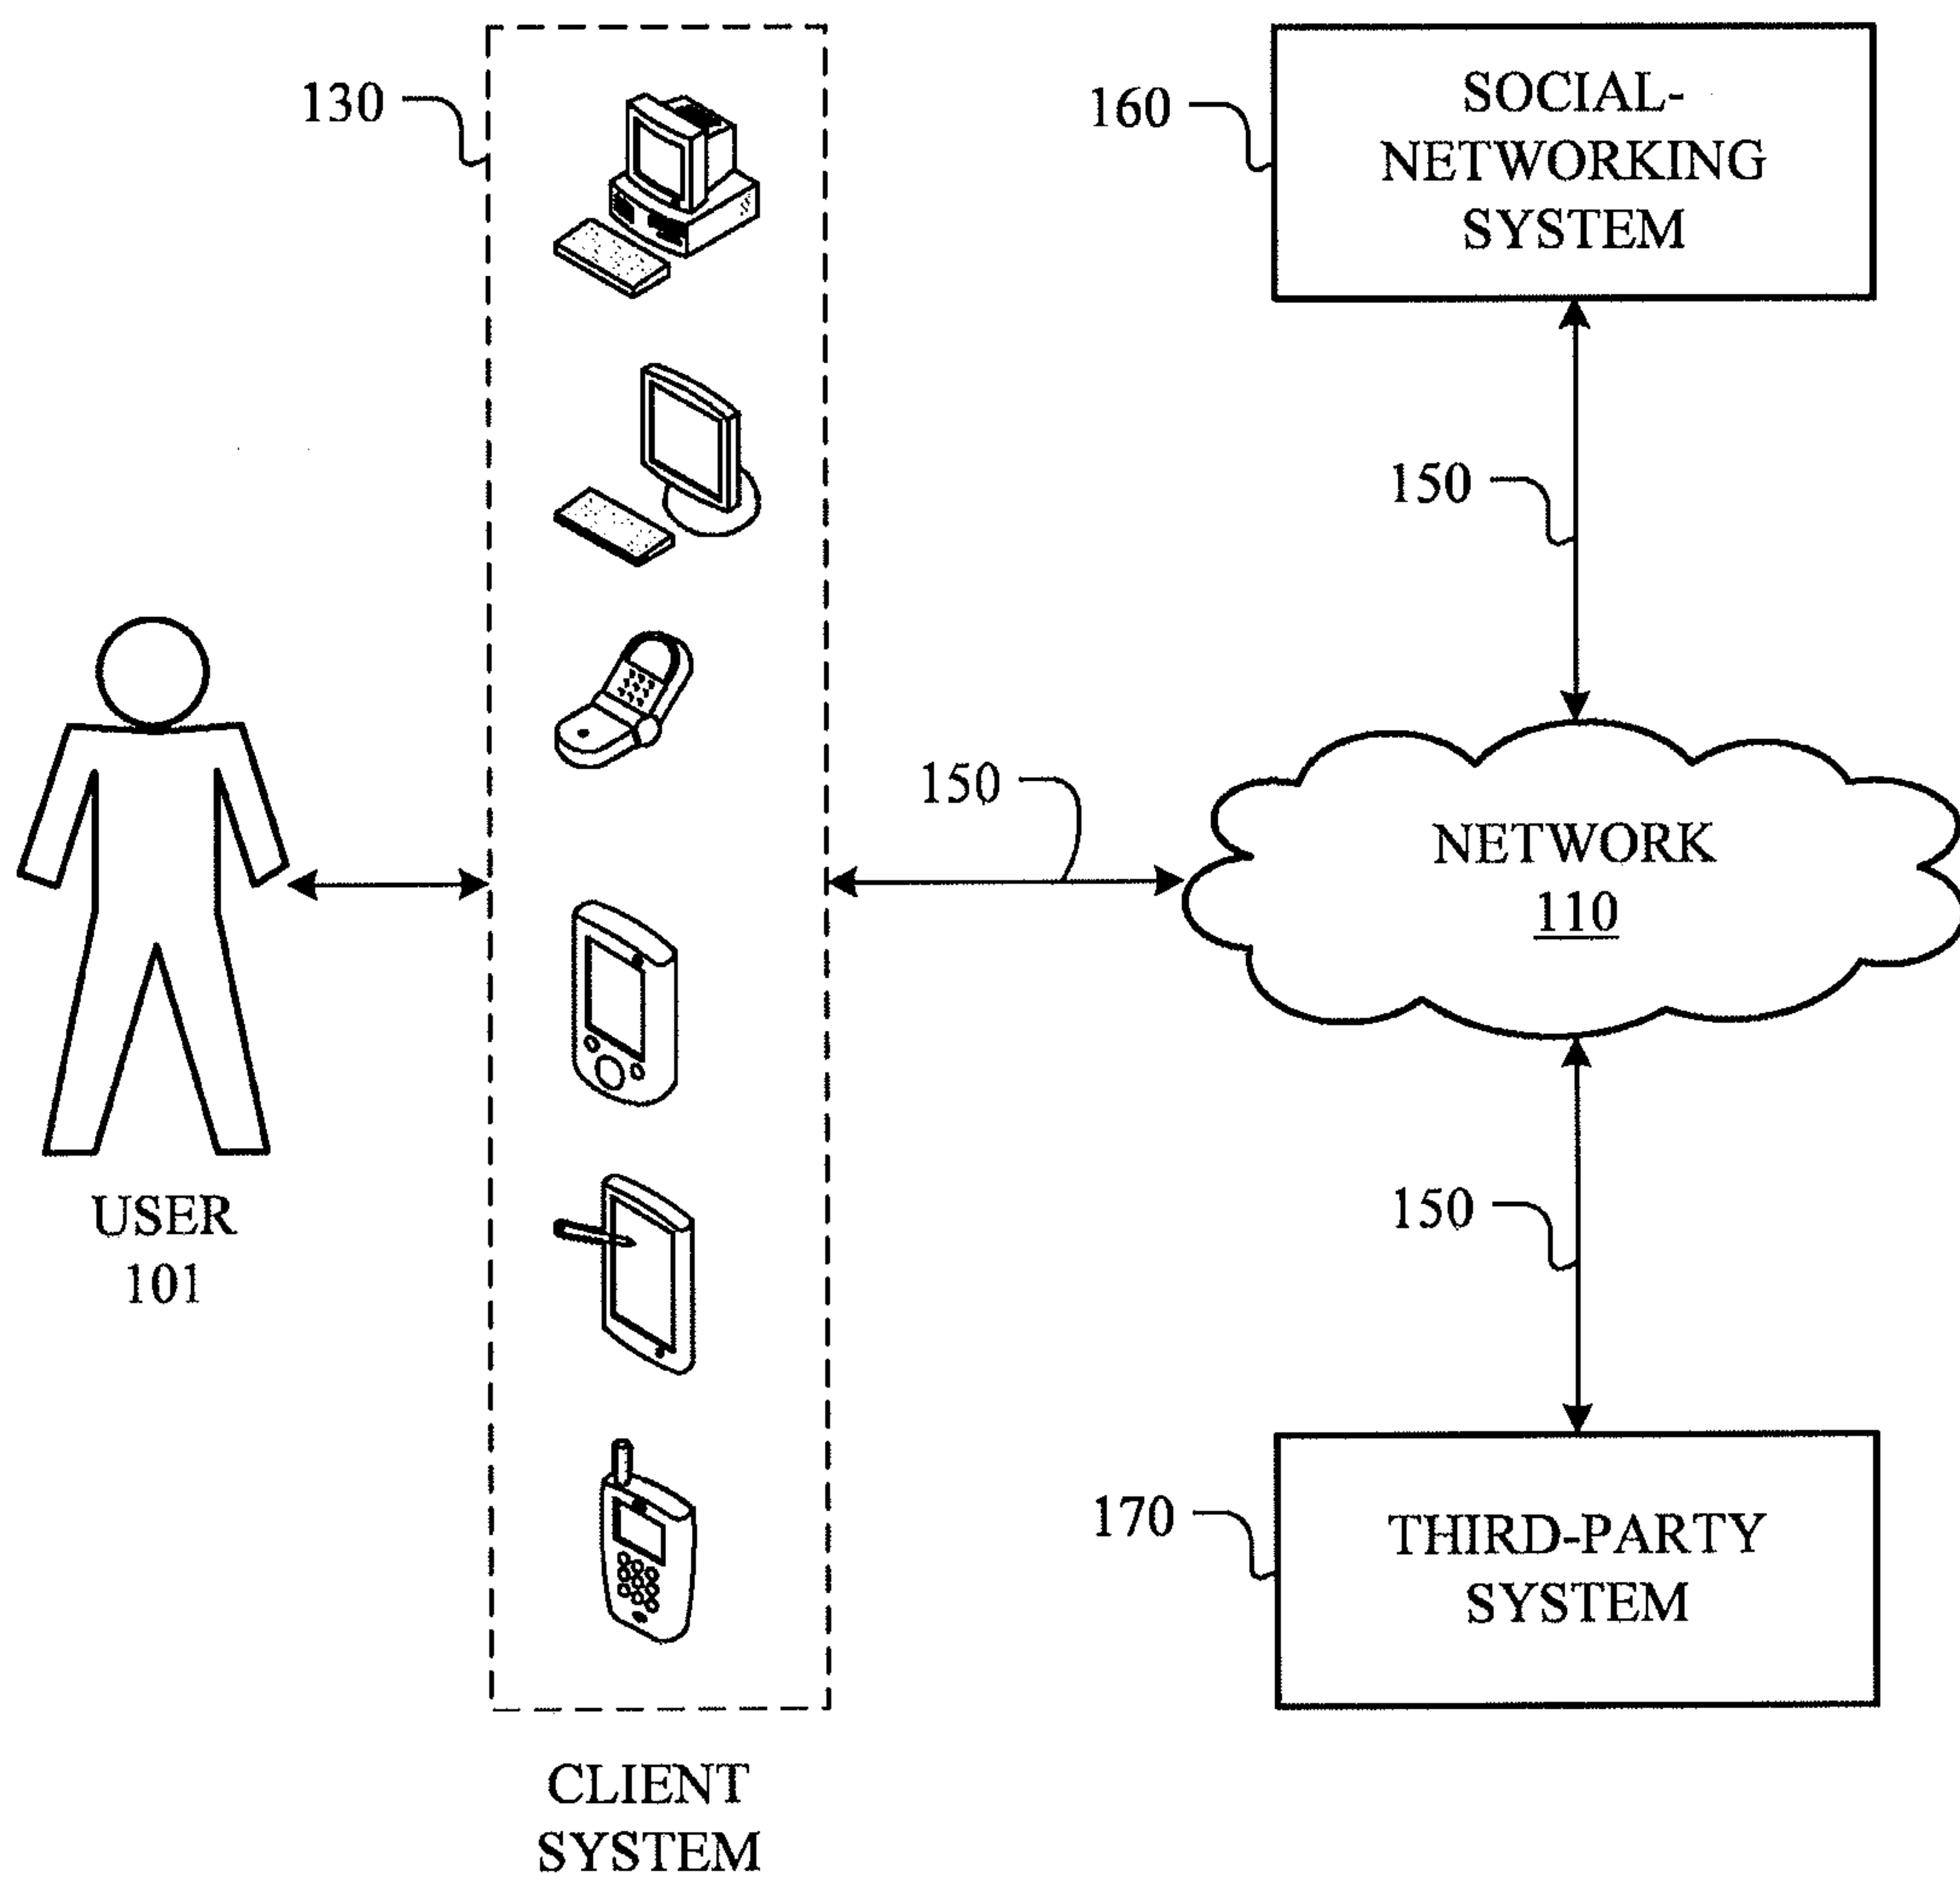 130
160
SOCIAL-
NETWORKING
SYSTEM
150
150
NETWORK
110
USER
101
150
170
THIRD-PARTY
SYSTEM
CLIENT
SYSTEM